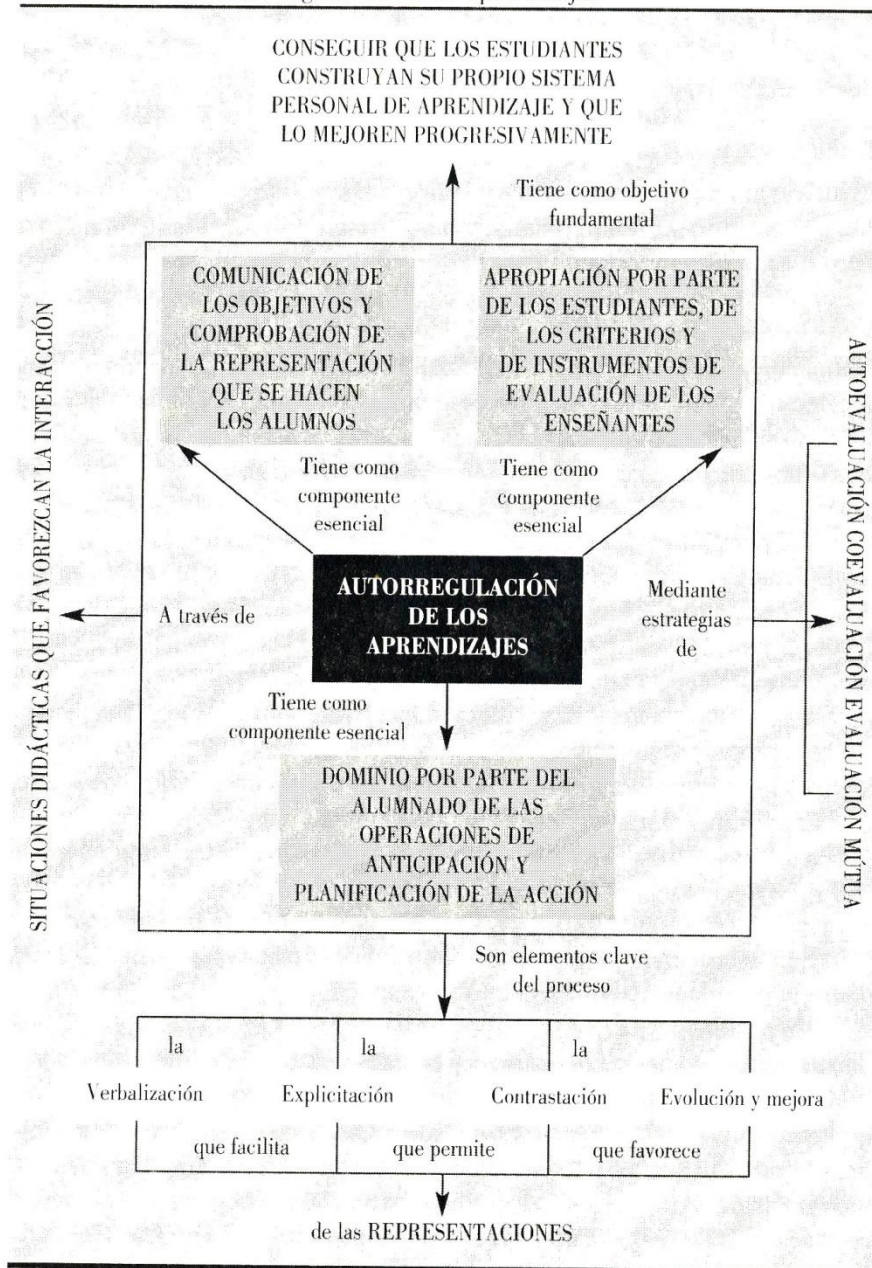 CONSEGUIR QUE LOS ESTUDIANTES
CONSTRUYAN SU PROPIO SISTEMA
PERSONAL DE APRENDIZAJE Y QUE
LO MEJOREN PROGRESIVAMENTE
Tiene como objetivo
fundamental
COMUNICACIÓN DE
LOS OBJETIVOS Y
COMPROBACIÓN DE
LA REPRESENTACIÓN
QUE SE HACEN
LOS ALUMNOS
APROPIACIÓN POR PARTE
DE LOS ESTUDIANTES, DE
LOS CRITERIOS Y
DE INSTRUMENTOS DE
EVALUACIÓN DE LOS
ENSEÑANTES
Tiene como
componente
esencial
Tiene como
componente
esencial
SITUACIONES DIDÁCTICAS QUE FAVOREZCAN LA INTERACCIÓN
A través de
AUTORREGULACIÓN
DE LOS
APRENDIZAJES
Mediante
estrategias
de
AUTOEVALUACIÓN COEVALUACIÓN EVALUACIÓN MÚTUA
Tiene como
componente esencial
DOMINIO POR PARTE DEL
ALUMNADO DE LAS
OPERACIONES DE
ANTICIPACIÓN Y
PLANIFICACIÓN DE LA ACCIÓN
Son elementos clave
del proceso
la la la
Verbalización Explicitación Contrastación Evolución y mejora
que facilita que permite que favorece
de las REPRESENTACIONES